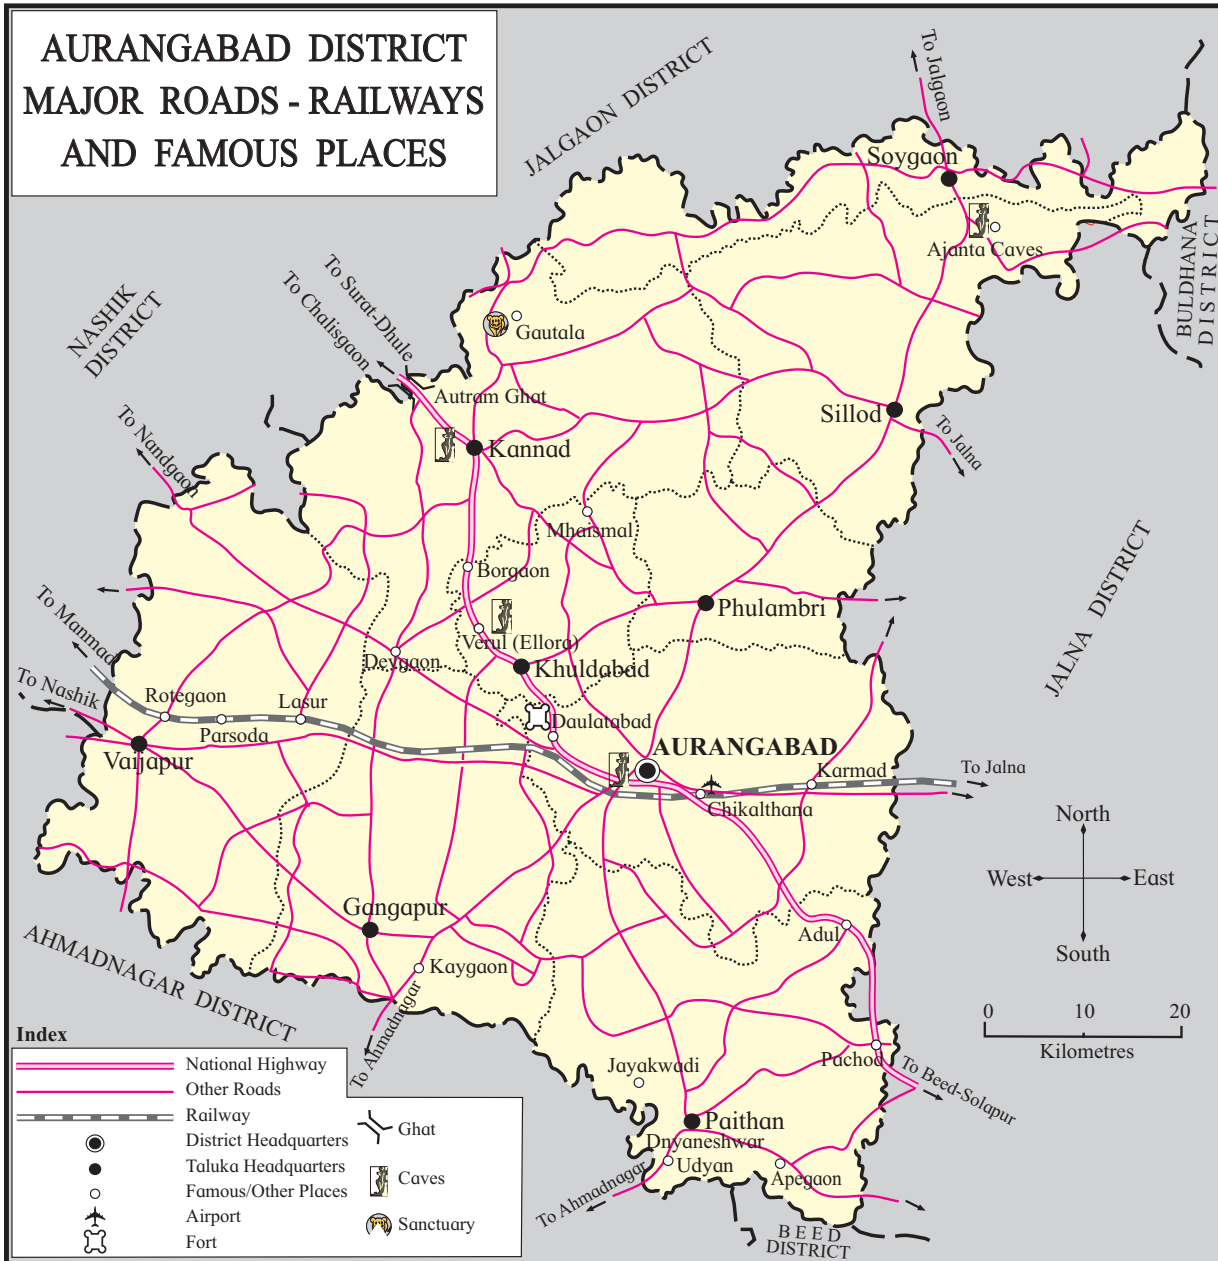 AURANGABAD DISTRICT
MAJOR ROADS - RAILWAYS
AND FAMOUS PLACES
JALGAON DISTRICT
To Jalgaon
Soygaon
Ajanta Caves
BULDHANA
DISTRICT
NASHIK
DISTRICT
To Surat-Dhule
To Chalisgaon
Gautala
Autram Ghat
Sillod
To Jalna
Kannad
To Nandgaon
Mhaismal
Borgaon
JALNA DISTRICT
Phulambri
To Manmad
Verul (Ellora)
Deygaon
Khuldabad
To Nashik
Rotegaon
Lasur
Parsoda
Daulatabad
Vaijapur
AURANGABAD
Karmad
To Jalna
Chikalthana
North
West
East
South
Gangapur
Adul
Kaygaon
AHMADNAGAR DISTRICT
To Ahmadnagar
0 10 20
Kilometres
Pachod
Jayakwadi
To Beed-Solapur
Paithan
Dnyaneshwar
Udyan
Apegaon
To Ahmadnagar
BEED
DISTRICT
Index
National Highway
Other Roads
Railway
District Headquarters
Taluka Headquarters
Famous/Other Places
Airport
Fort
Ghat
Caves
Sanctuary